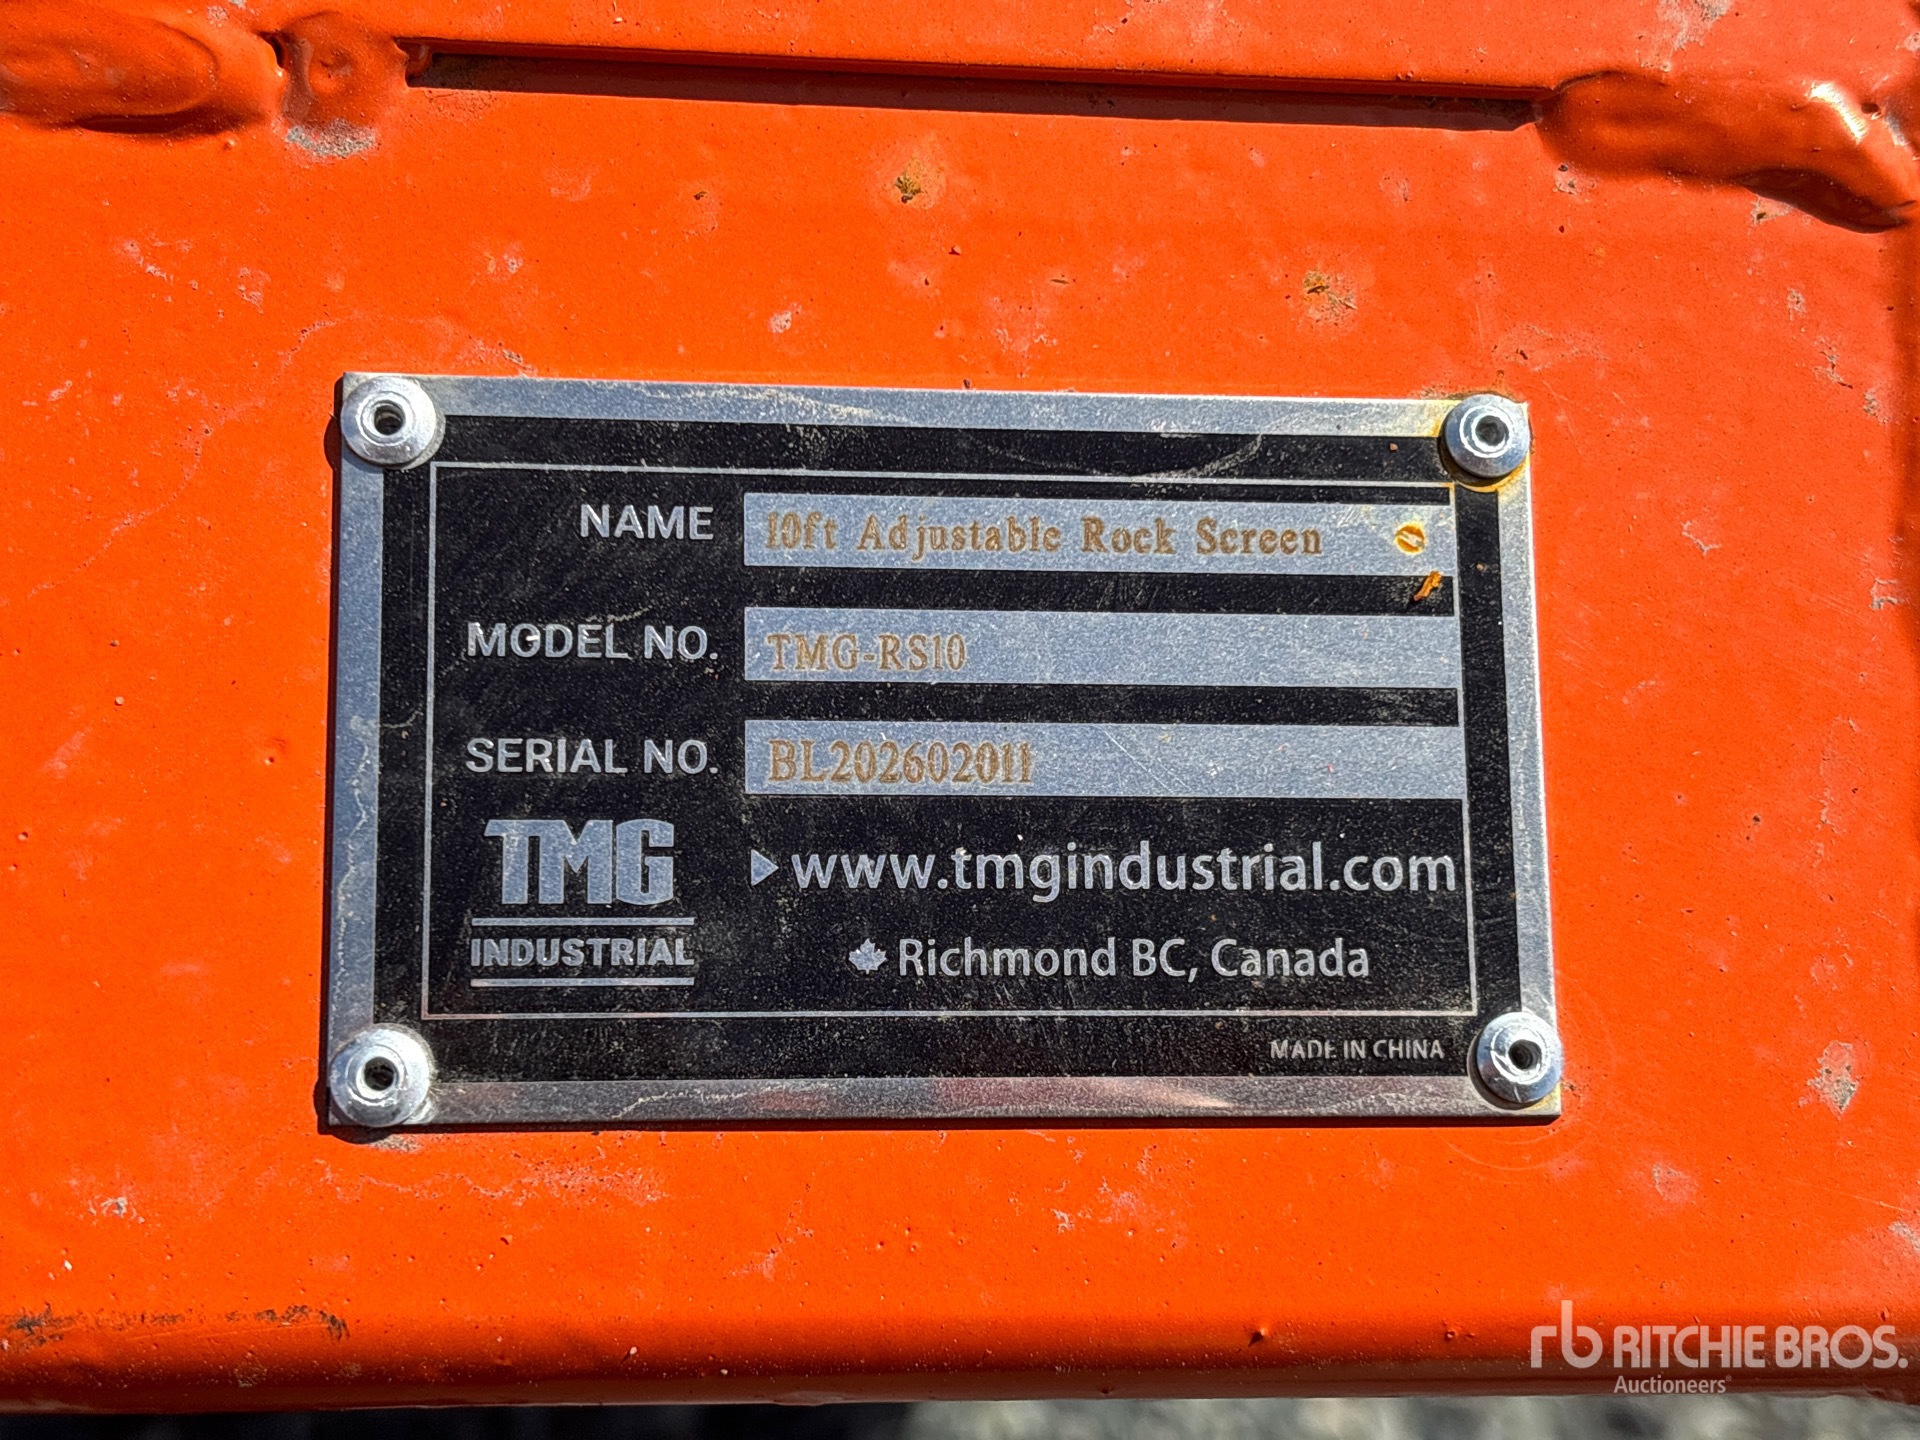 NAME 10ft Adjustable Rock Screen
MODEL NO. TMG-RS10
SERIAL NO. BL202602011
TMG
INDUSTRIAL
www.tmgindustrial.com
Richmond BC, Canada
MADE IN CHINA
rb RITCHIE BROS.
Auctioneers